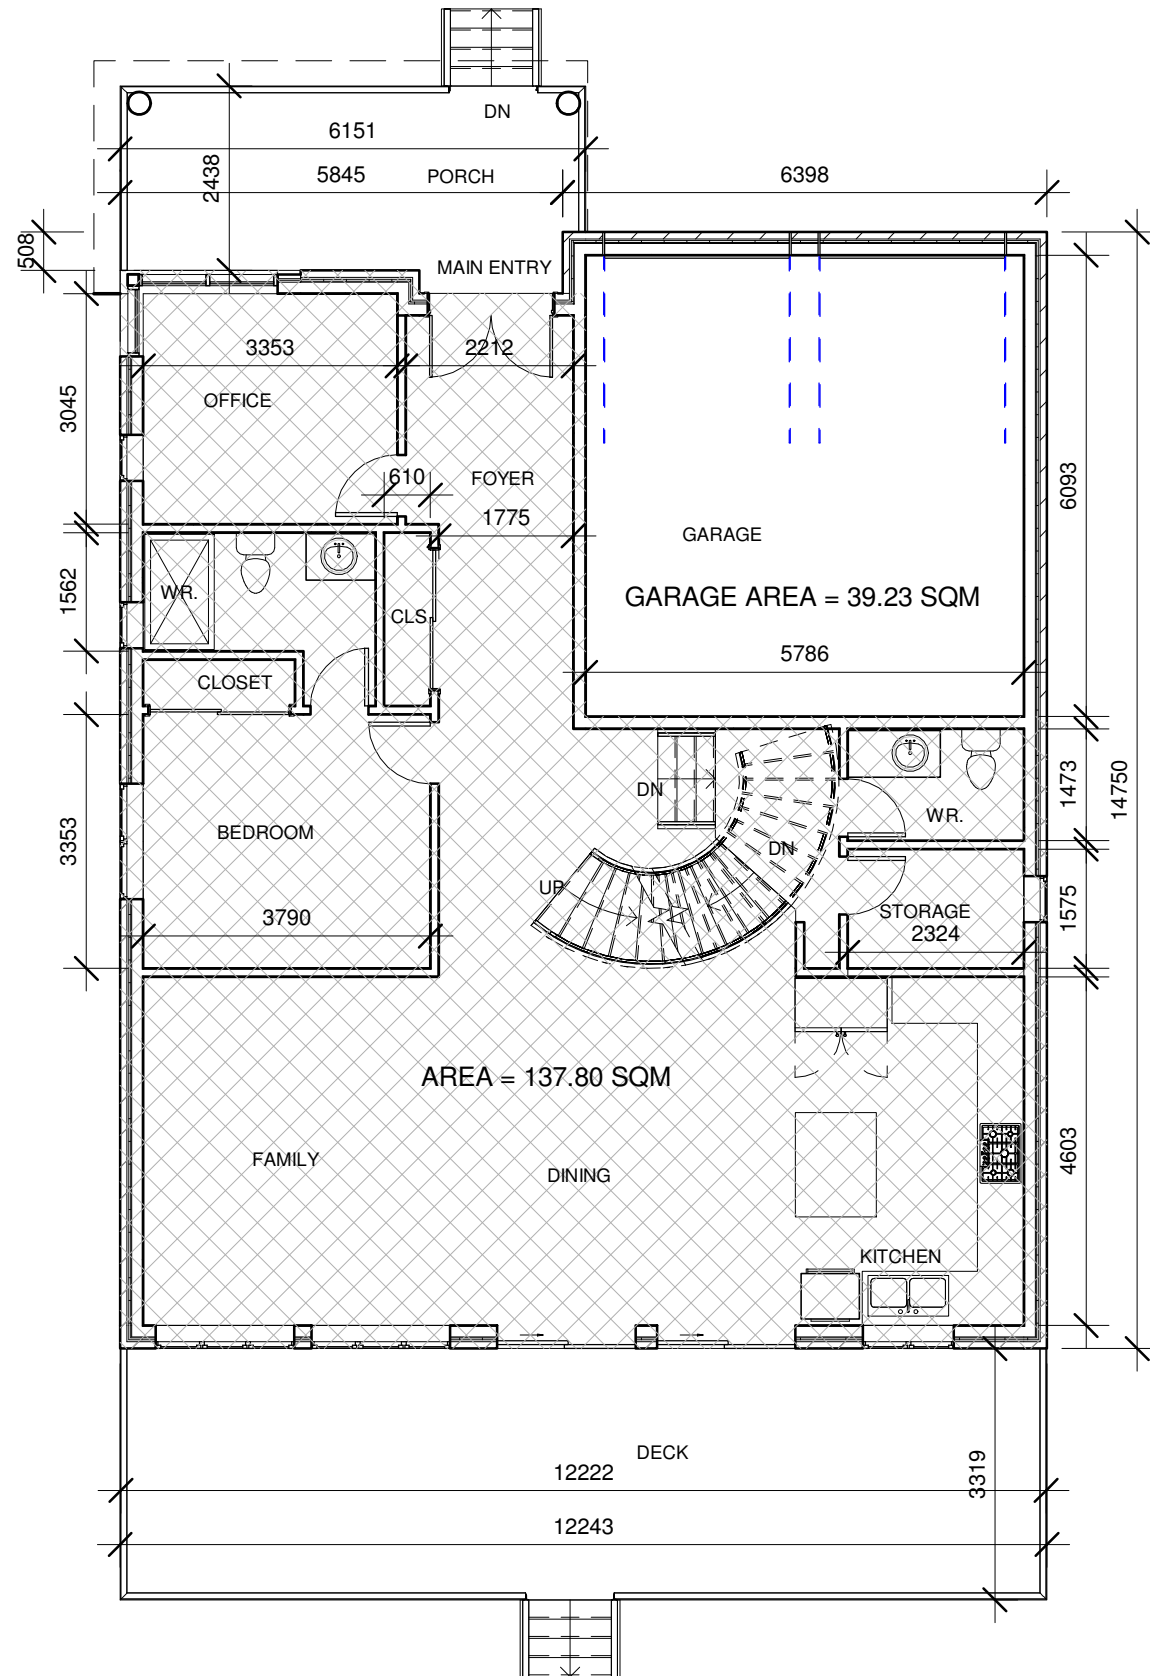 DN
6151
2438
5845
PORCH
6398
508
MAIN ENTRY
3353
2212
OFFICE
3045
610
FOYER
1775
6093
GARAGE
GARAGE AREA = 39.23 SQM
1562
WR.
CLS
5786
CLOSET
DN
1473
14750
WR.
BEDROOM
DN
3353
UP
3790
STORAGE
2324
1575
AREA = 137.80 SQM
4603
FAMILY
DINING
KITCHEN
DECK
12222
3319
12243